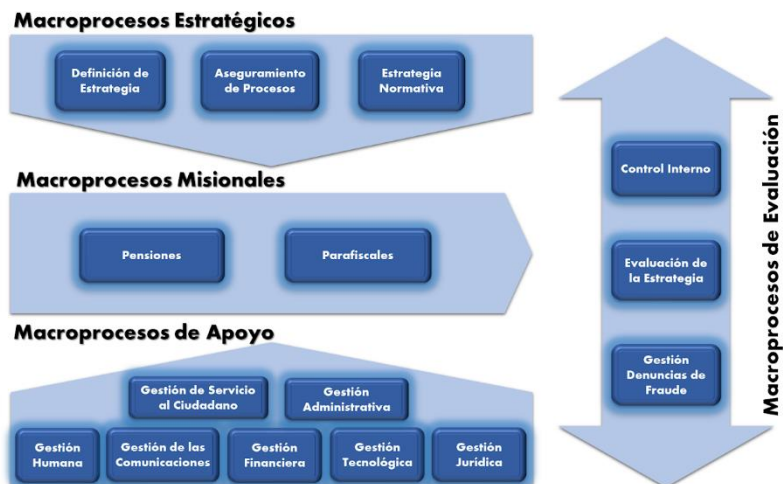 Macroprocesos Estratégicos
Definición de
Estrategia
Aseguramiento
de Procesos
Estrategia
Normativa
Macroprocesos Misionales
Pensiones
Parafiscales
Macroprocesos de Apoyo
Gestión de Servicio
al Ciudadano
Gestión
Administrativa
Gestión
Humana
Gestión de las
Comunicaciones
Gestión
Financiera
Gestión
Tecnológica
Gestión
Jurídica
Control Interno
Evaluación de
la Estrategia
Gestión
Denuncias de
Fraude
Macroprocesos de Evaluación